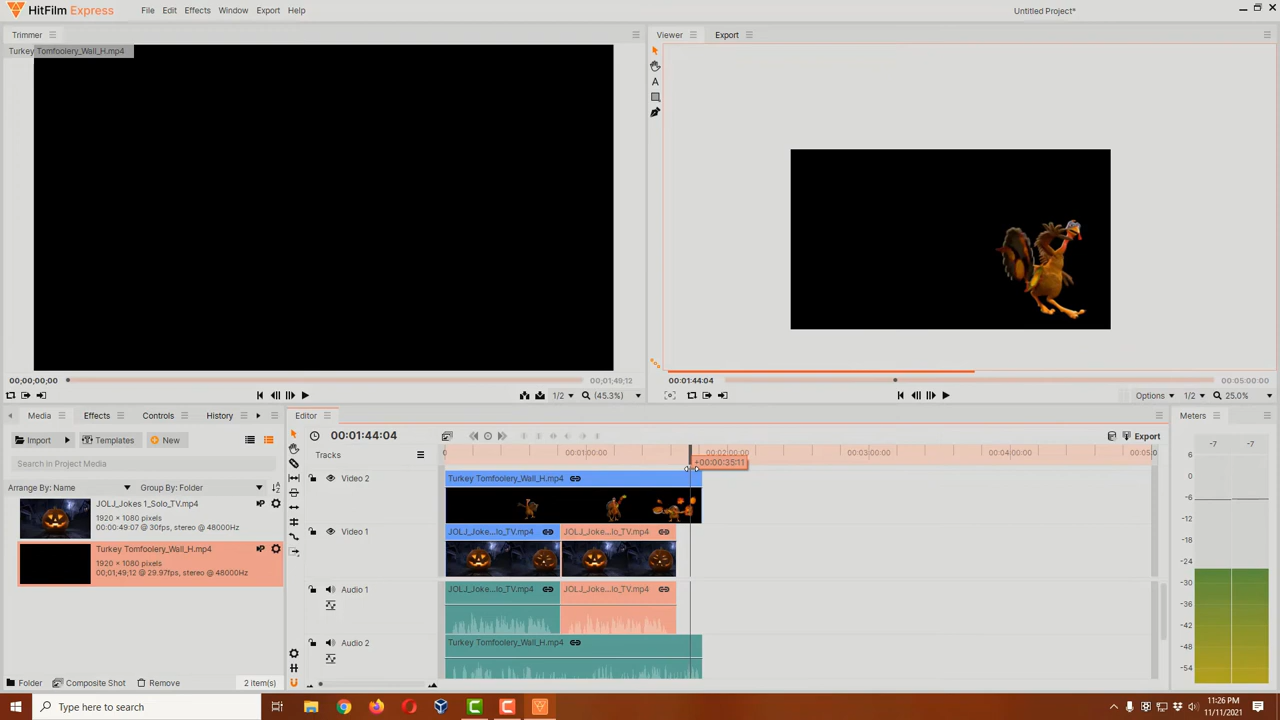 HitFilm Express File Edit Effects Window Export Help Untitled Project*
Trimmer Viewer Export
Turkey Tomfoolery_Wall_H.mp4
A
00;00;00;00 00;01;49;12 00:01:44:04 00:05:00:00
1/2 (45.3%) Options 1/2 25.0%
Media Effects Controls History Editor Meters
Import Templates New 00:01:44:04 Export -7 -7
Search in Project Media Tracks 0 00:01:00:00 00:02:00:00 00:03:00:00 00:04:00:00 00:05:0
+00:00:35:11
Arrange By: Name Group By: Folder Video 2 Turkey Tomfoolery_Wall_H.mp4
JOLJ_Jokes 1_Solo_TV.mp4
1920 × 1080 pixels
00:00:49:07 @ 30fps, stereo @ 48000Hz
Video 1 JOLJ_Joke...lo_TV.mp4 JOLJ_Joke...lo_TV.mp4
Turkey Tomfoolery_Wall_H.mp4
1920 × 1080 pixels
00;01;49;12 @ 29.97fps, stereo @ 48000Hz
Audio 1 JOLJ_Joke...lo_TV.mp4 JOLJ_Joke...lo_TV.mp4
Audio 2 Turkey Tomfoolery_Wall_H.mp4
6
0
-6
-12
-18
-24
-30
-36
-42
-48
-54
Folder Composite Shot Remove 2 item(s)
Type here to search
11:26 PM
11/11/2021